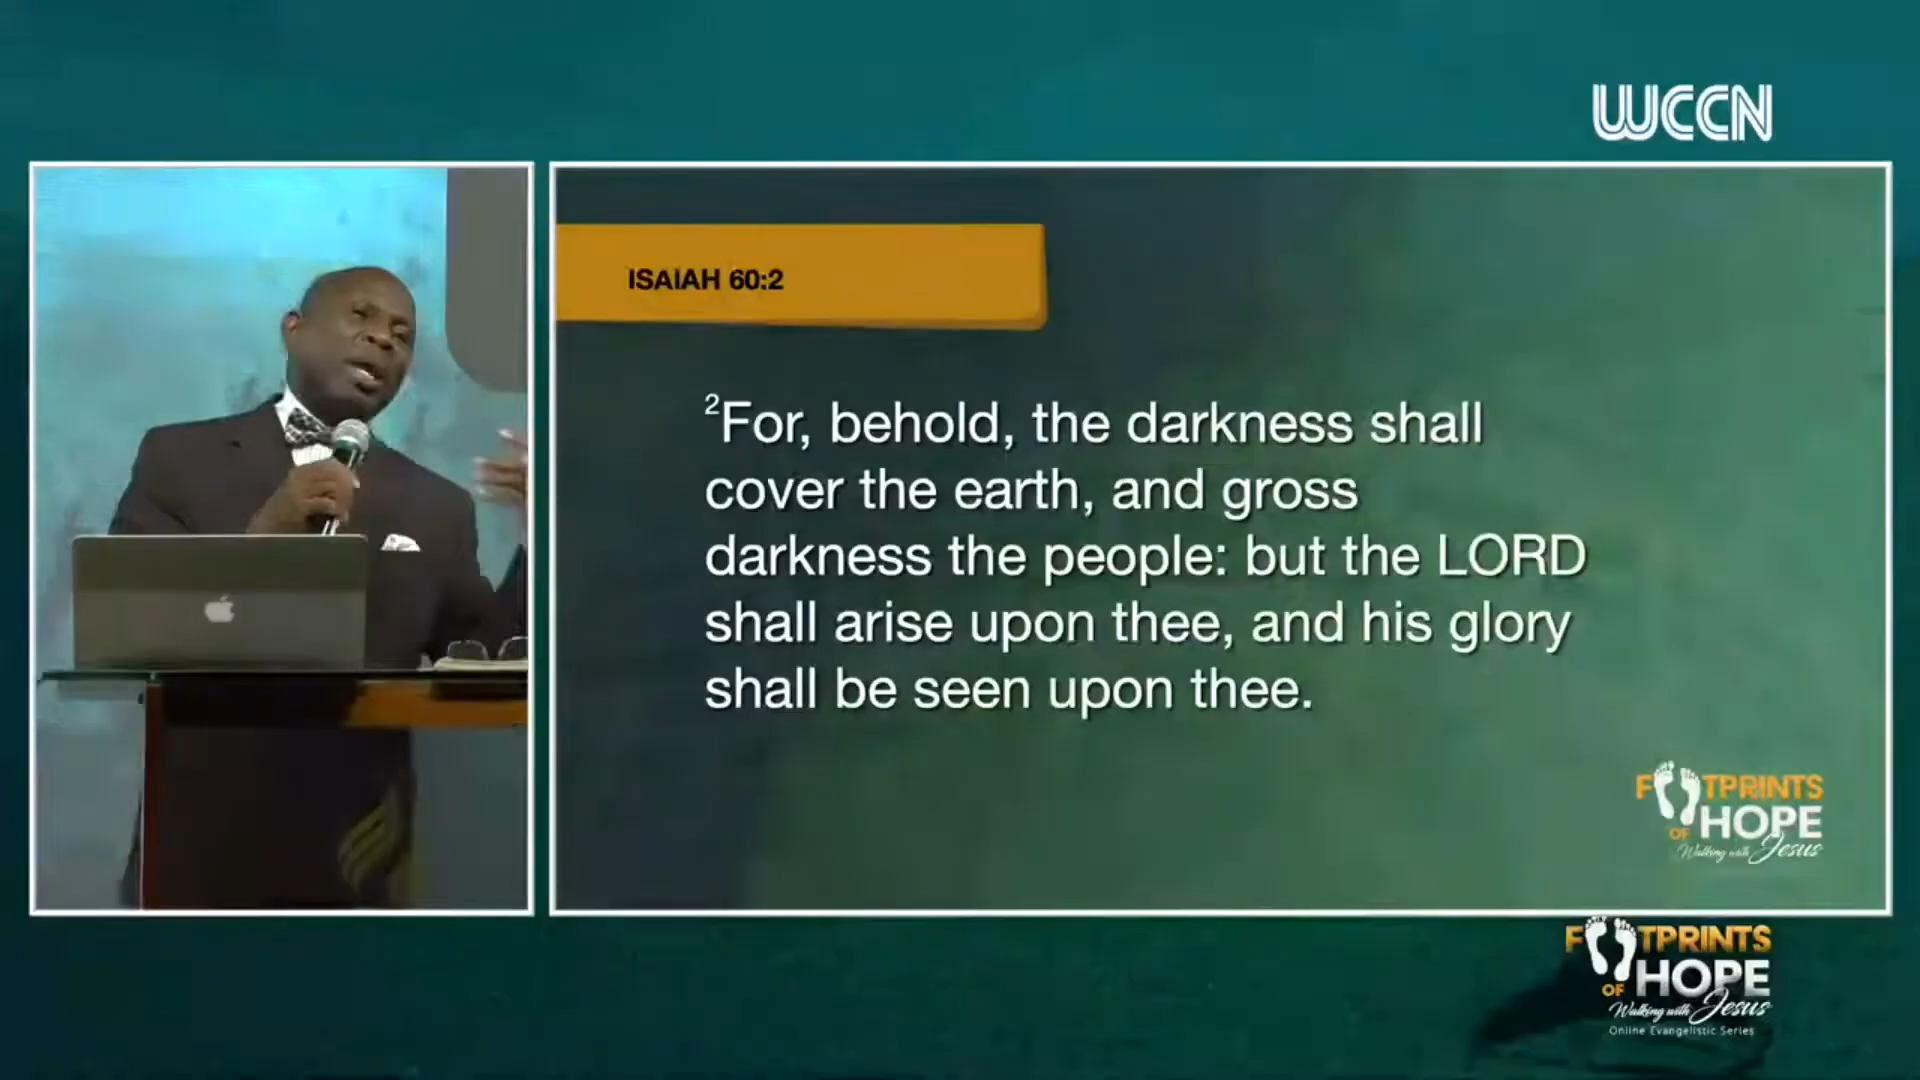 WCCN
ISAIAH 60:2
2For, behold, the darkness shall
cover the earth, and gross
darkness the people: but the LORD
shall arise upon thee, and his glory
shall be seen upon thee.
FOOTPRINTS
OF HOPE
Walking with Jesus
FOOTPRINTS
OF HOPE
Walking with Jesus
Online Evangelistic Series